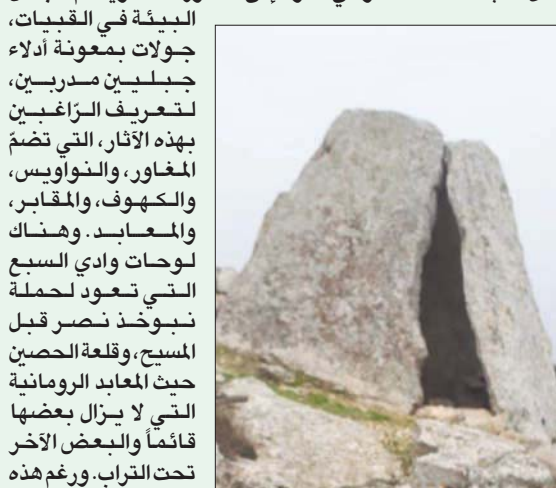 البيئة في القبيات،
جولات بمعونة أدلاء
جبليين مدربين،
لتعريف الرّاغبين
بهذه الآثار، التي تضمّ
المغاور، والنواويس،
والكهوف، والمقابر،
والمعابد. وهناك
لوحات وادي السبع
التي تعود لحملة
نبوخذ نصر قبل
المسيح، وقلعة الحصين
حيث المعابد الرومانية
التي لا يزال بعضها
قائماً والبعض الآخر
تحت التراب. ورغم هذه